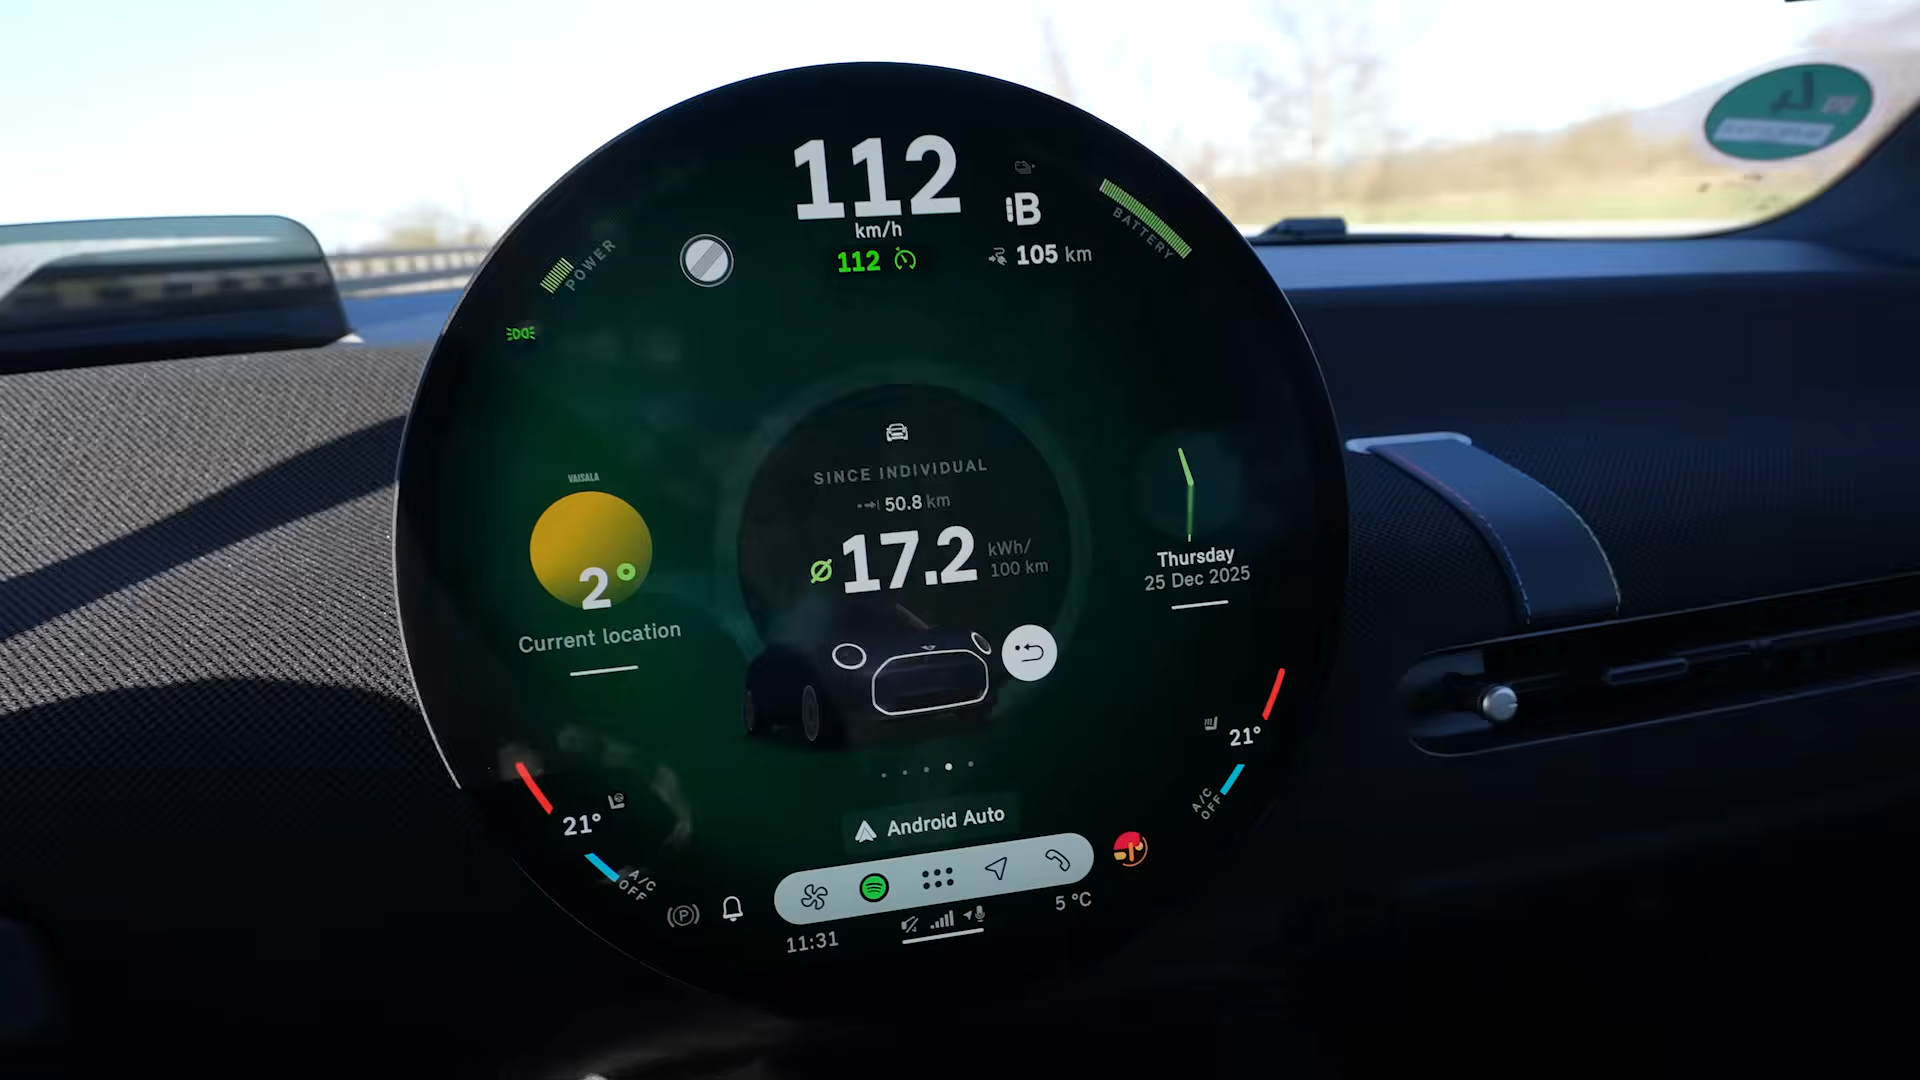 112
km/h
112
B
105 km
POWER
BATTERY
VAISALA
2°
Current location
SINCE INDIVIDUAL
50.8 km
17.2 kWh/
100 km
Thursday
25 Dec 2025
21°
A/C
OFF
21°
A/C
OFF
Android Auto
P
11:31
5 °C